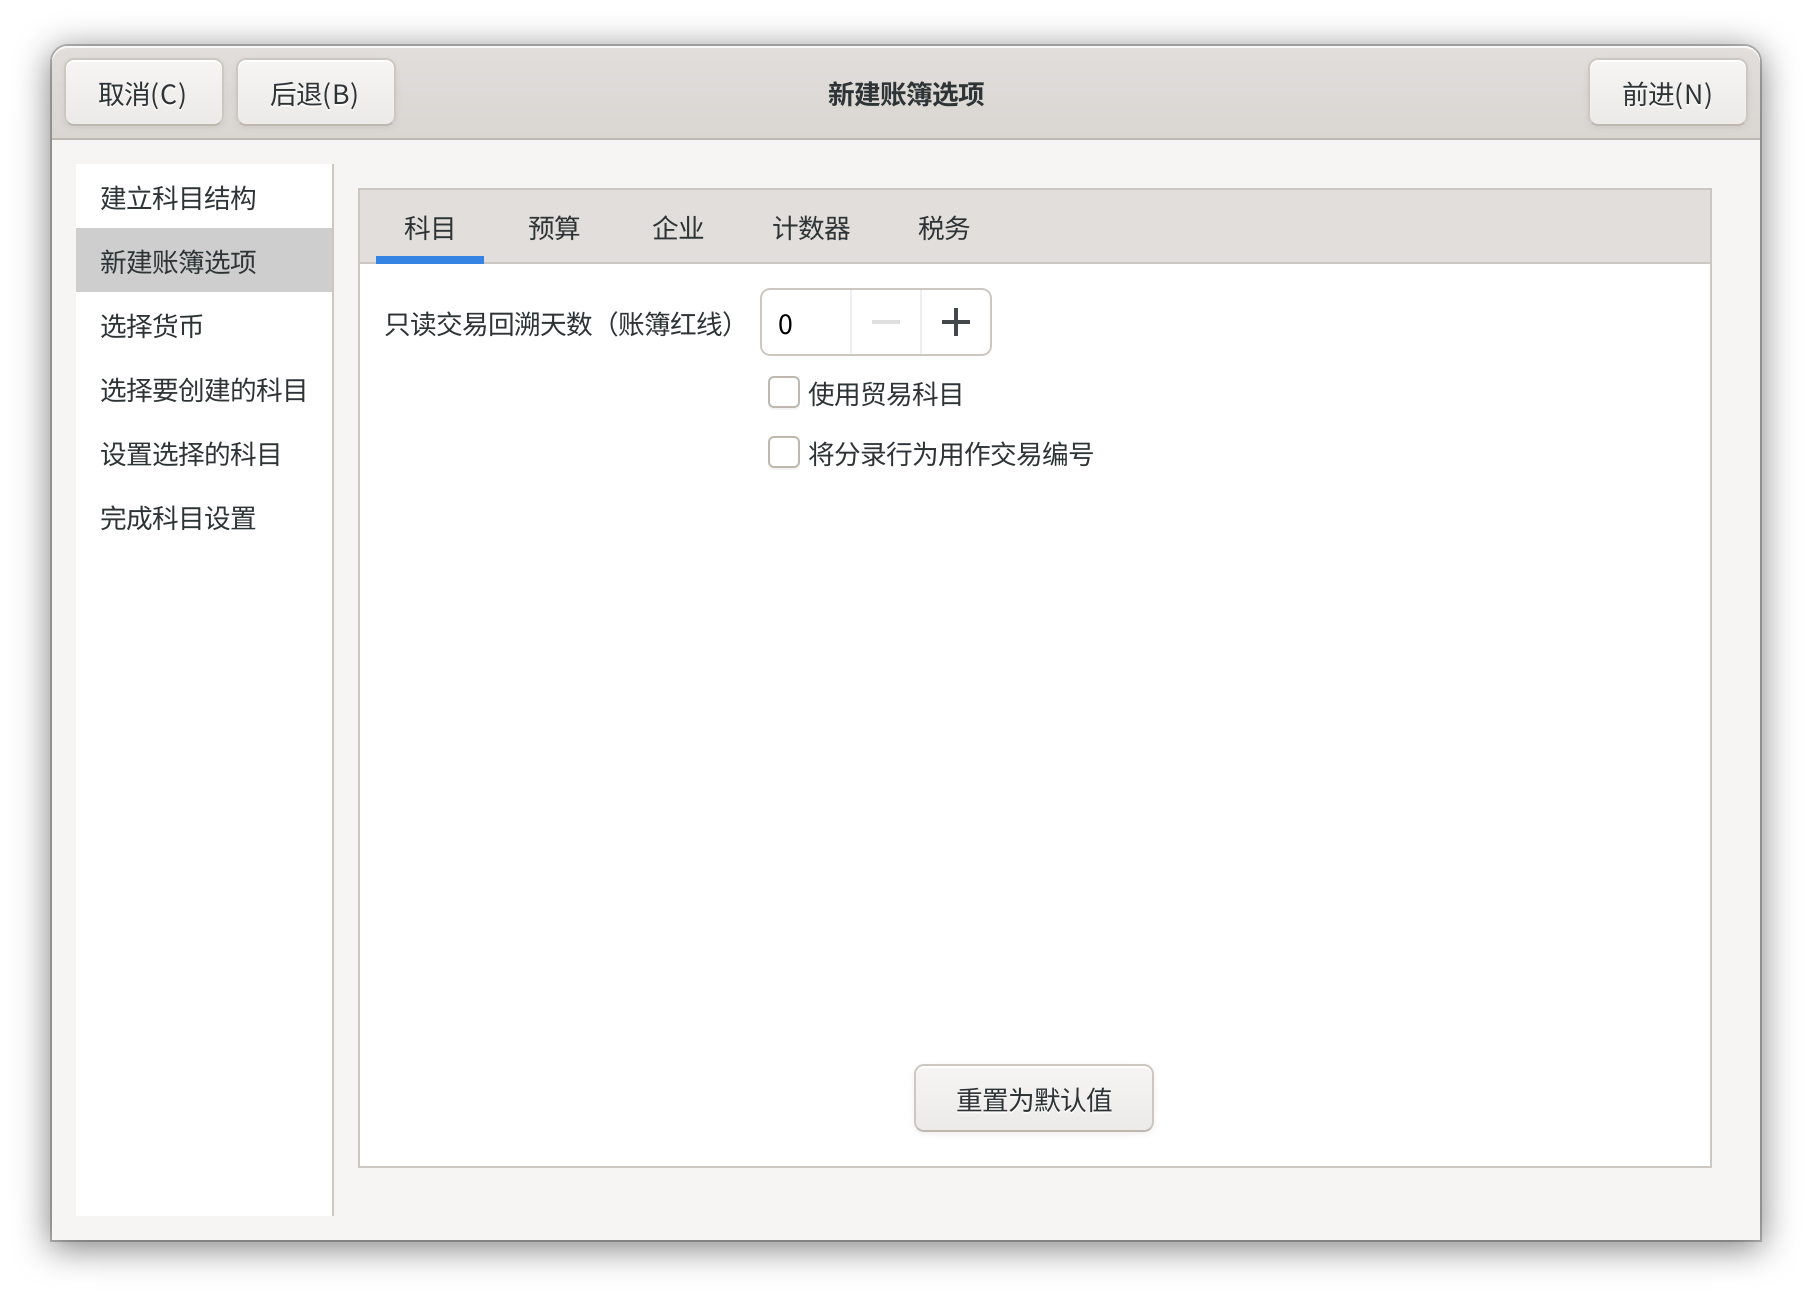 取消(C) 后退(B) 新建账簿选项 前进(N)
建立科目结构
新建账簿选项
选择货币
选择要创建的科目
设置选择的科目
完成科目设置
科目 预算 企业 计数器 税务
只读交易回溯天数（账簿红线） 0
使用贸易科目
将分录行为用作交易编号
重置为默认值